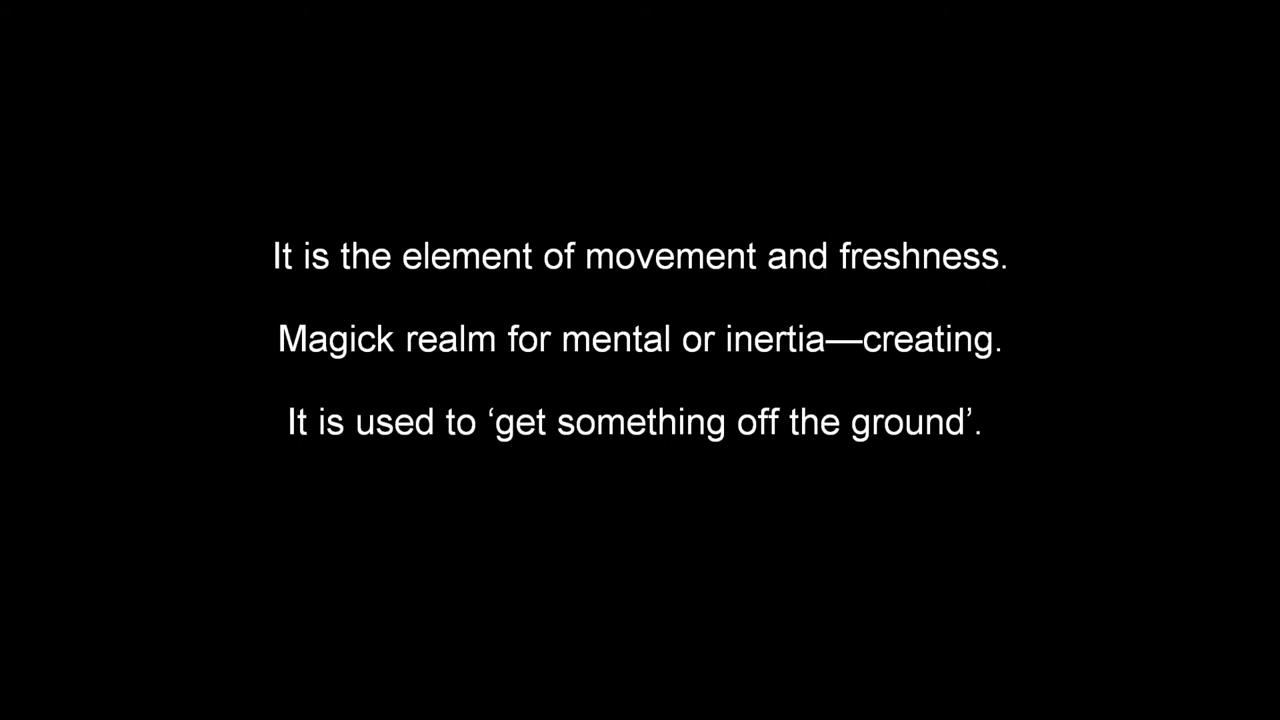 It is the element of movement and freshness.
Magick realm for mental or inertia—creating.
It is used to ‘get something off the ground’.